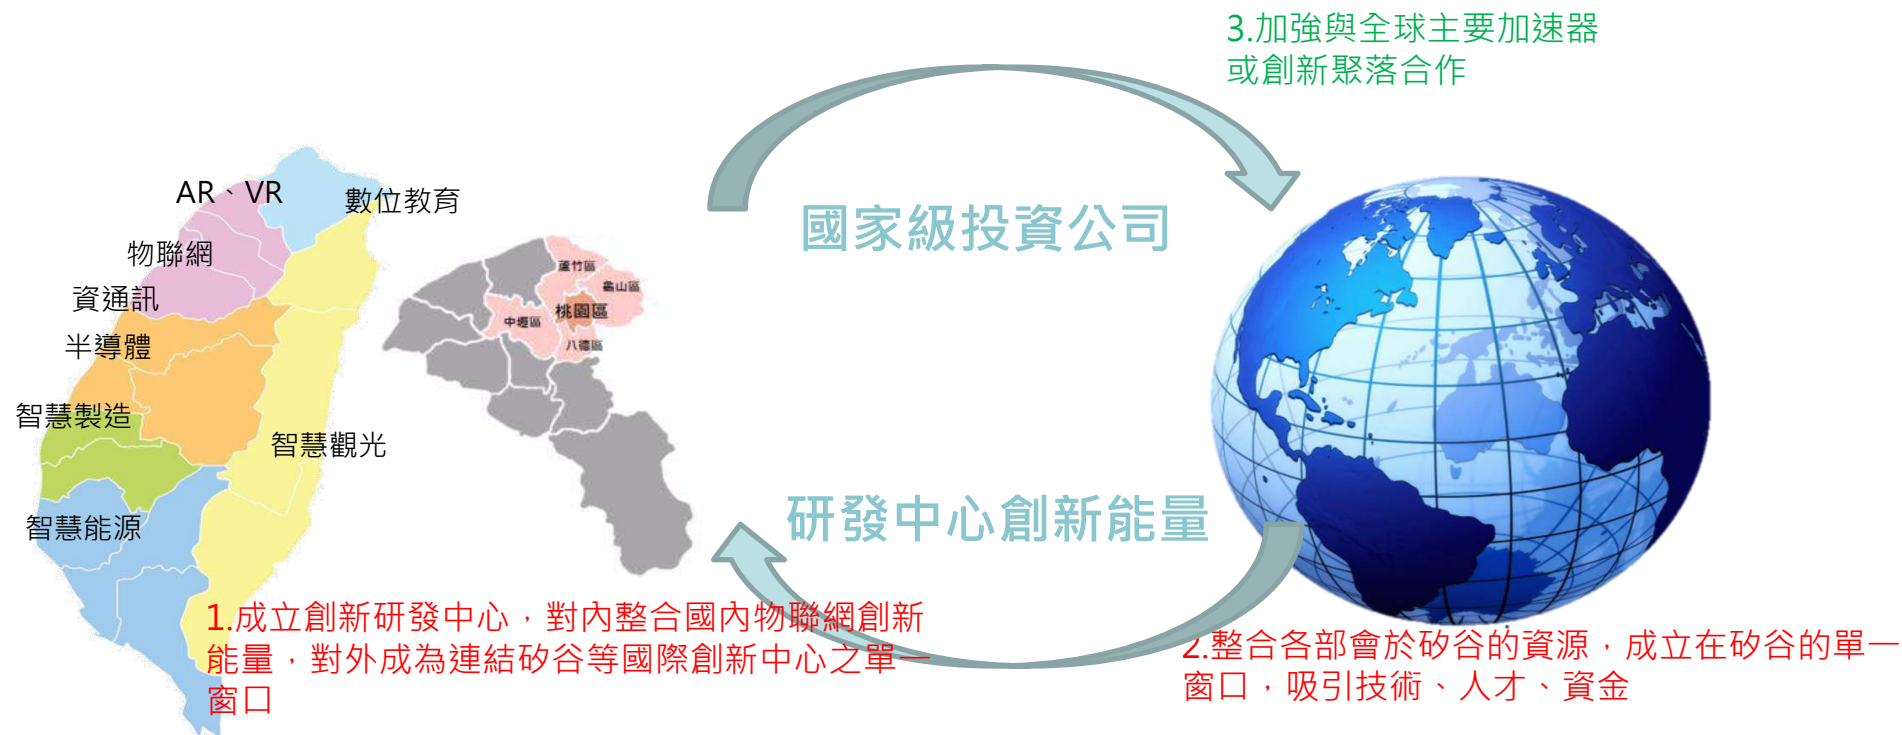 3.加強與全球主要加速器
或創新聚落合作
AR、VR
數位教育
國家級投資公司
物聯網
蘆竹區
龜山區
資通訊
桃園區
中壢區
半導體
八德區
智慧製造
智慧觀光
研發中心創新能量
智慧能源
1.成立創新研發中心，對內整合國內物聯網創新
能量，對外成為連結矽谷等國際創新中心之單一
窗口
2.整合各部會於矽谷的資源，成立在矽谷的單一
窗口，吸引技術、人才、資金